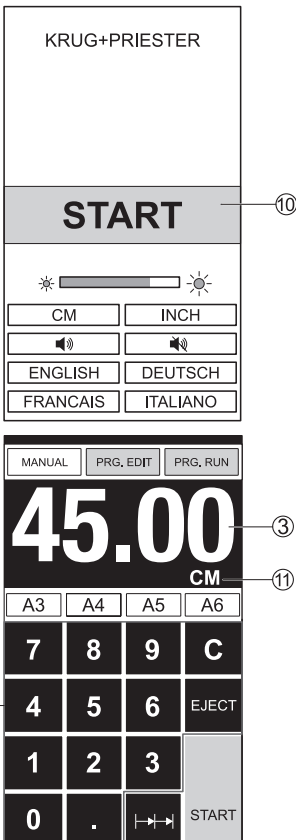 KRUG+PRIESTER
START
10
CM INCH
ENGLISH DEUTSCH
FRANCAIS ITALIANO
MANUAL PRG. EDIT PRG. RUN
45.00
3
CM
11
A3 A4 A5 A6
7 8 9 C
4 5 6 EJECT
1 2 3
0 . START